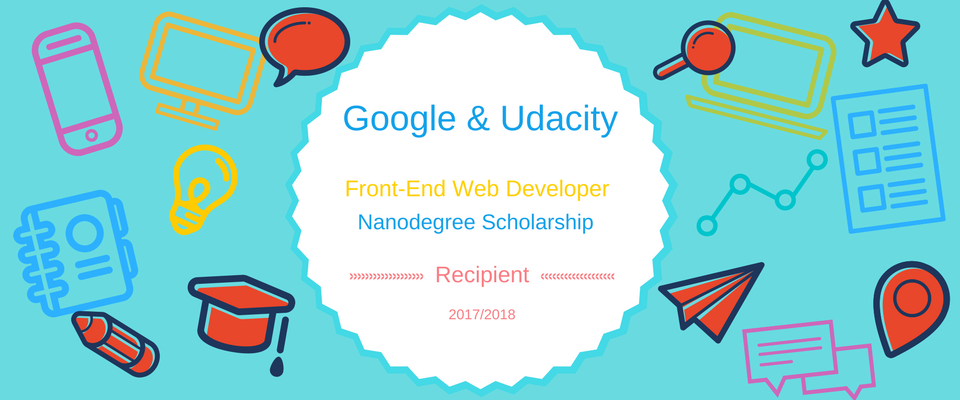 Google & Udacity
Front-End Web Developer
Nanodegree Scholarship
»»»»»»»»»» Recipient ««««««««««
2017/2018